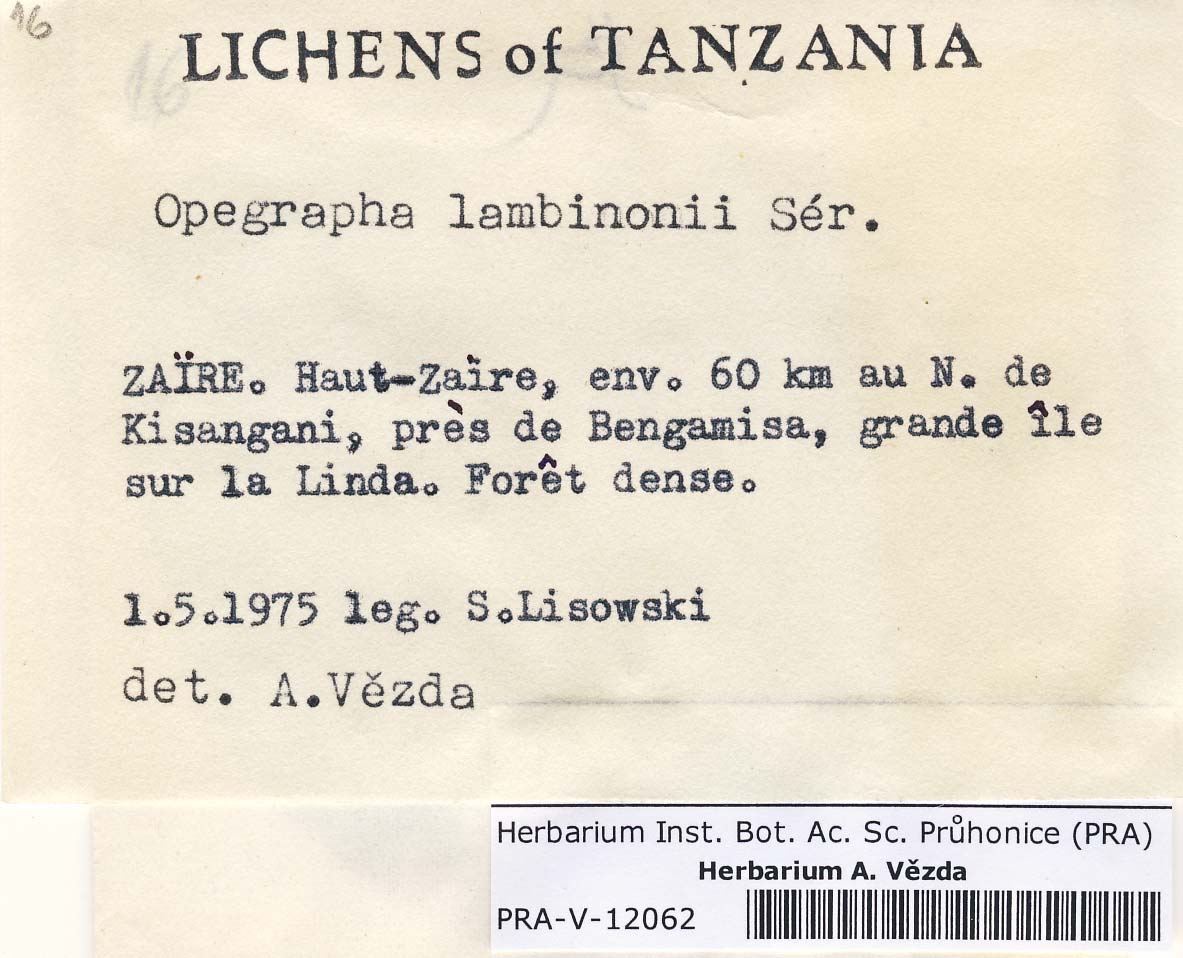 16
LICHENS of TANZANIA
16
Opegrapha lambinonii Sér.
ZAÏRE. Haut-Zaïre, env. 60 km au N. de
Kisangani, près de Bengamisa, grande île
sur la Linda. Forêt dense.
1.5.1975 leg. S.Lisowski
det. A.Vězda
Herbarium Inst. Bot. Ac. Sc. Průhonice (PRA)
Herbarium A. Vězda
PRA-V-12062